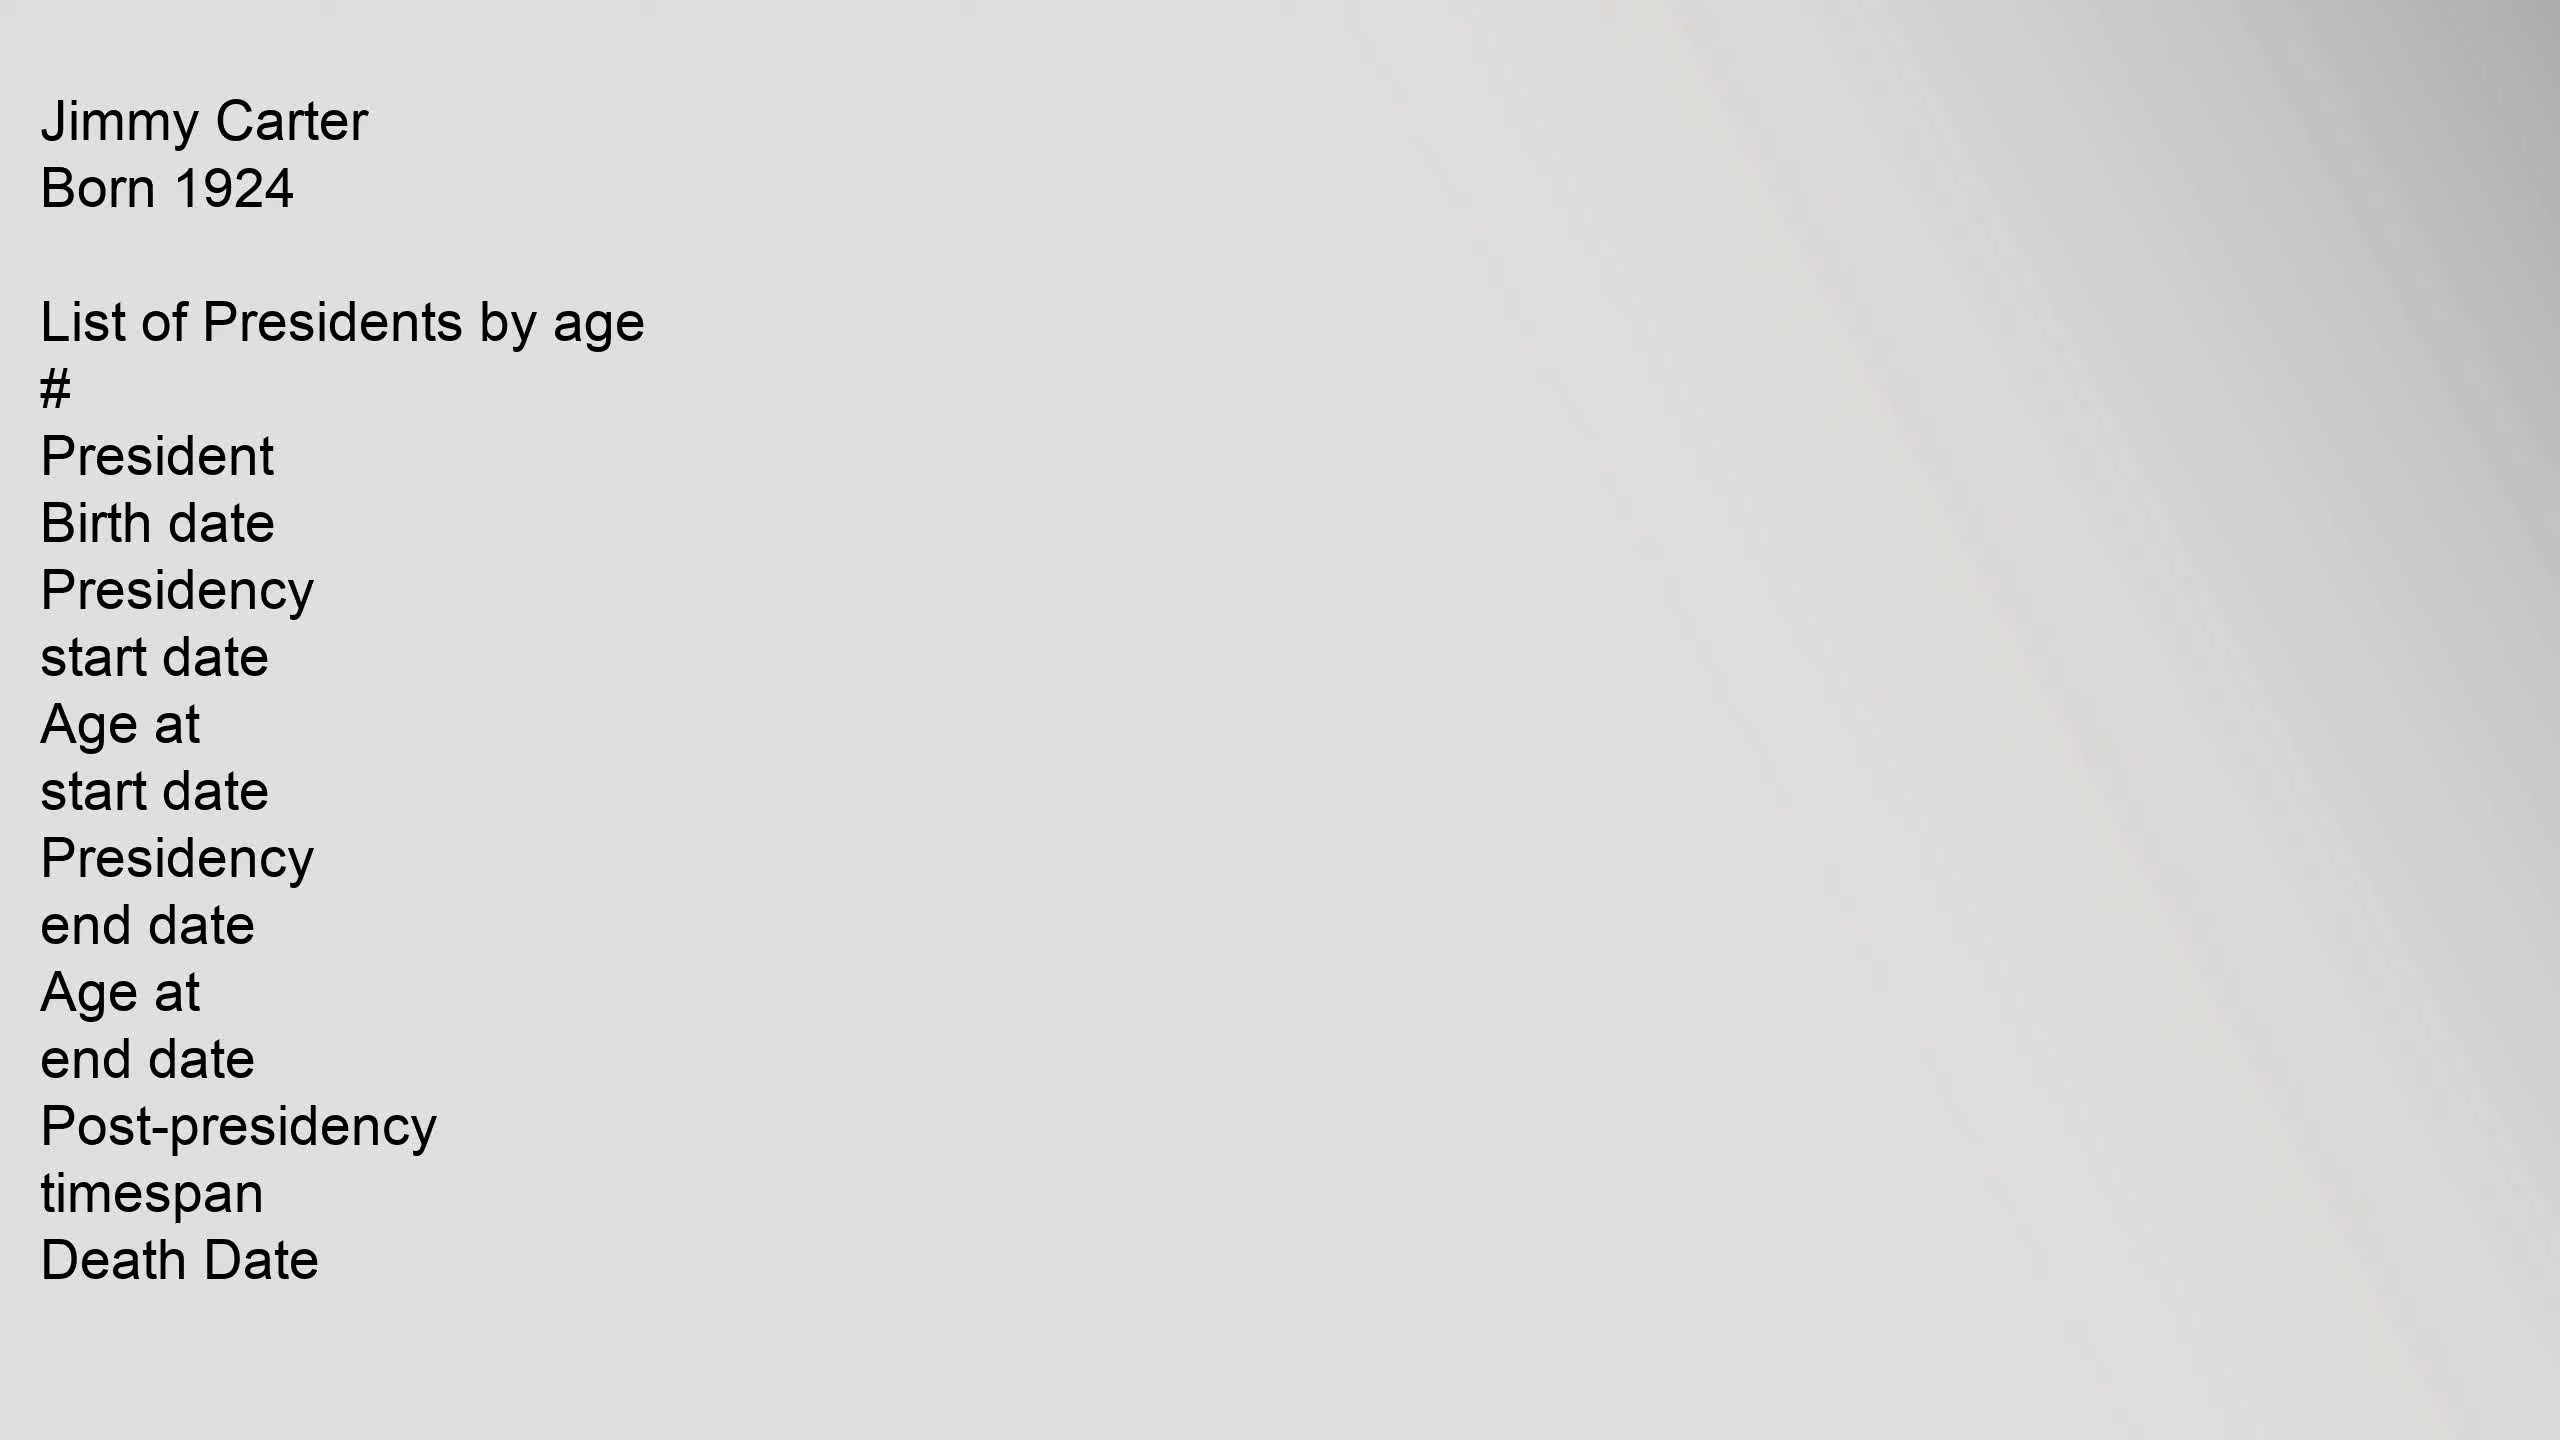 Jimmy Carter
Born 1924
List of Presidents by age
#
President
Birth date
Presidency
start date
Age at
start date
Presidency
end date
Age at
end date
Post-presidency
timespan
Death Date